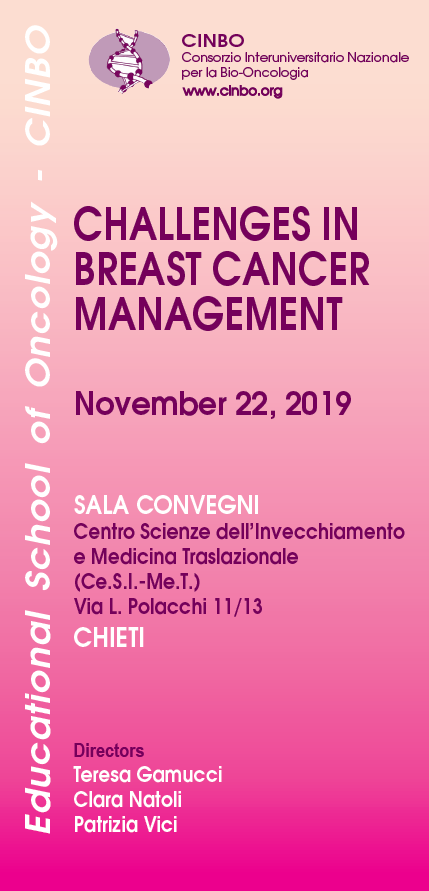 CINBO
Consorzio Interuniversitario Nazionale
per la Bio-Oncologia
www.cinbo.org
Educational School of Oncology - CINBO
CHALLENGES IN
BREAST CANCER
MANAGEMENT
November 22, 2019
SALA CONVEGNI
Centro Scienze dell'Invecchiamento
e Medicina Traslazionale
(Ce.S.I.-Me.T.)
Via L. Polacchi 11/13
CHIETI
Directors
Teresa Gamucci
Clara Natoli
Patrizia Vici